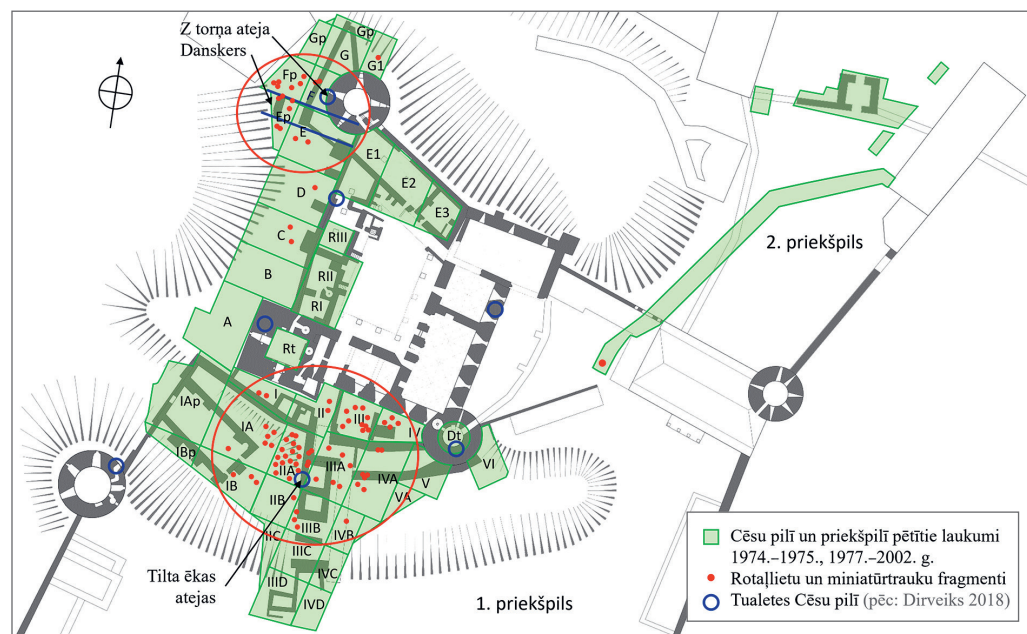 Z torņa ateja
Danskers
Gp
Gp
G
G1
Fp
F
Ep
E
E1
E2
E3
D
C
B
A
RIII
RII
RI
Rt
2. priekšpils
I
II
III
IV
Dt
VI
IAp
IA
IBp
IB
IIA
IIIA
IVA
V
VA
IIB
IIIB
IVB
IIC
IIIC
IVC
IIID
IVD
Tilta ēkas
atejas
1. priekšpils
Cēsu pilī un priekšpilī pētītie laukumi
1974.–1975., 1977.–2002. g.
Rotaļlietu un miniatūrtrauku fragmenti
Tualetes Cēsu pilī (pēc: Dirveiks 2018)